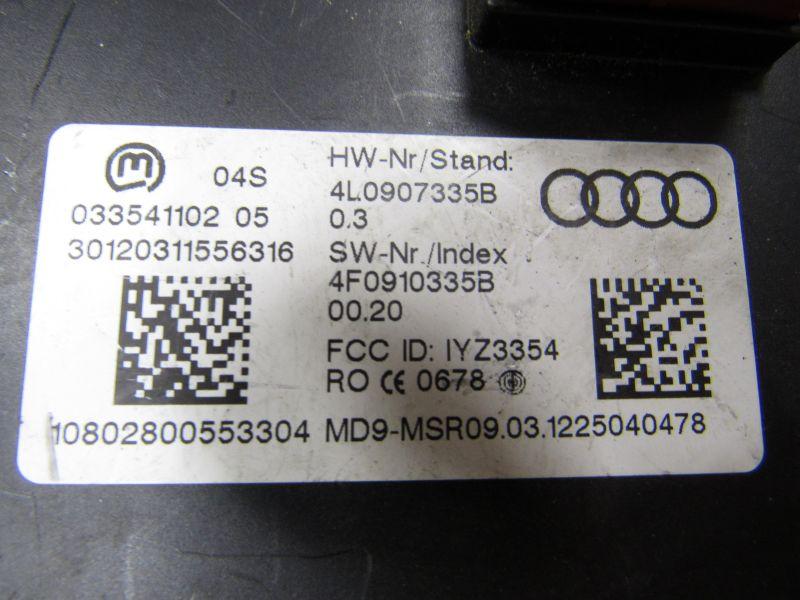 m 04S
033541102 05
30120311556316
HW-Nr/Stand:
4L0907335B
0.3
SW-Nr./Index
4F0910335B
00.20
FCC ID: IYZ3354
RO CE 0678
10802800553304 MD9-MSR09.03.1225040478